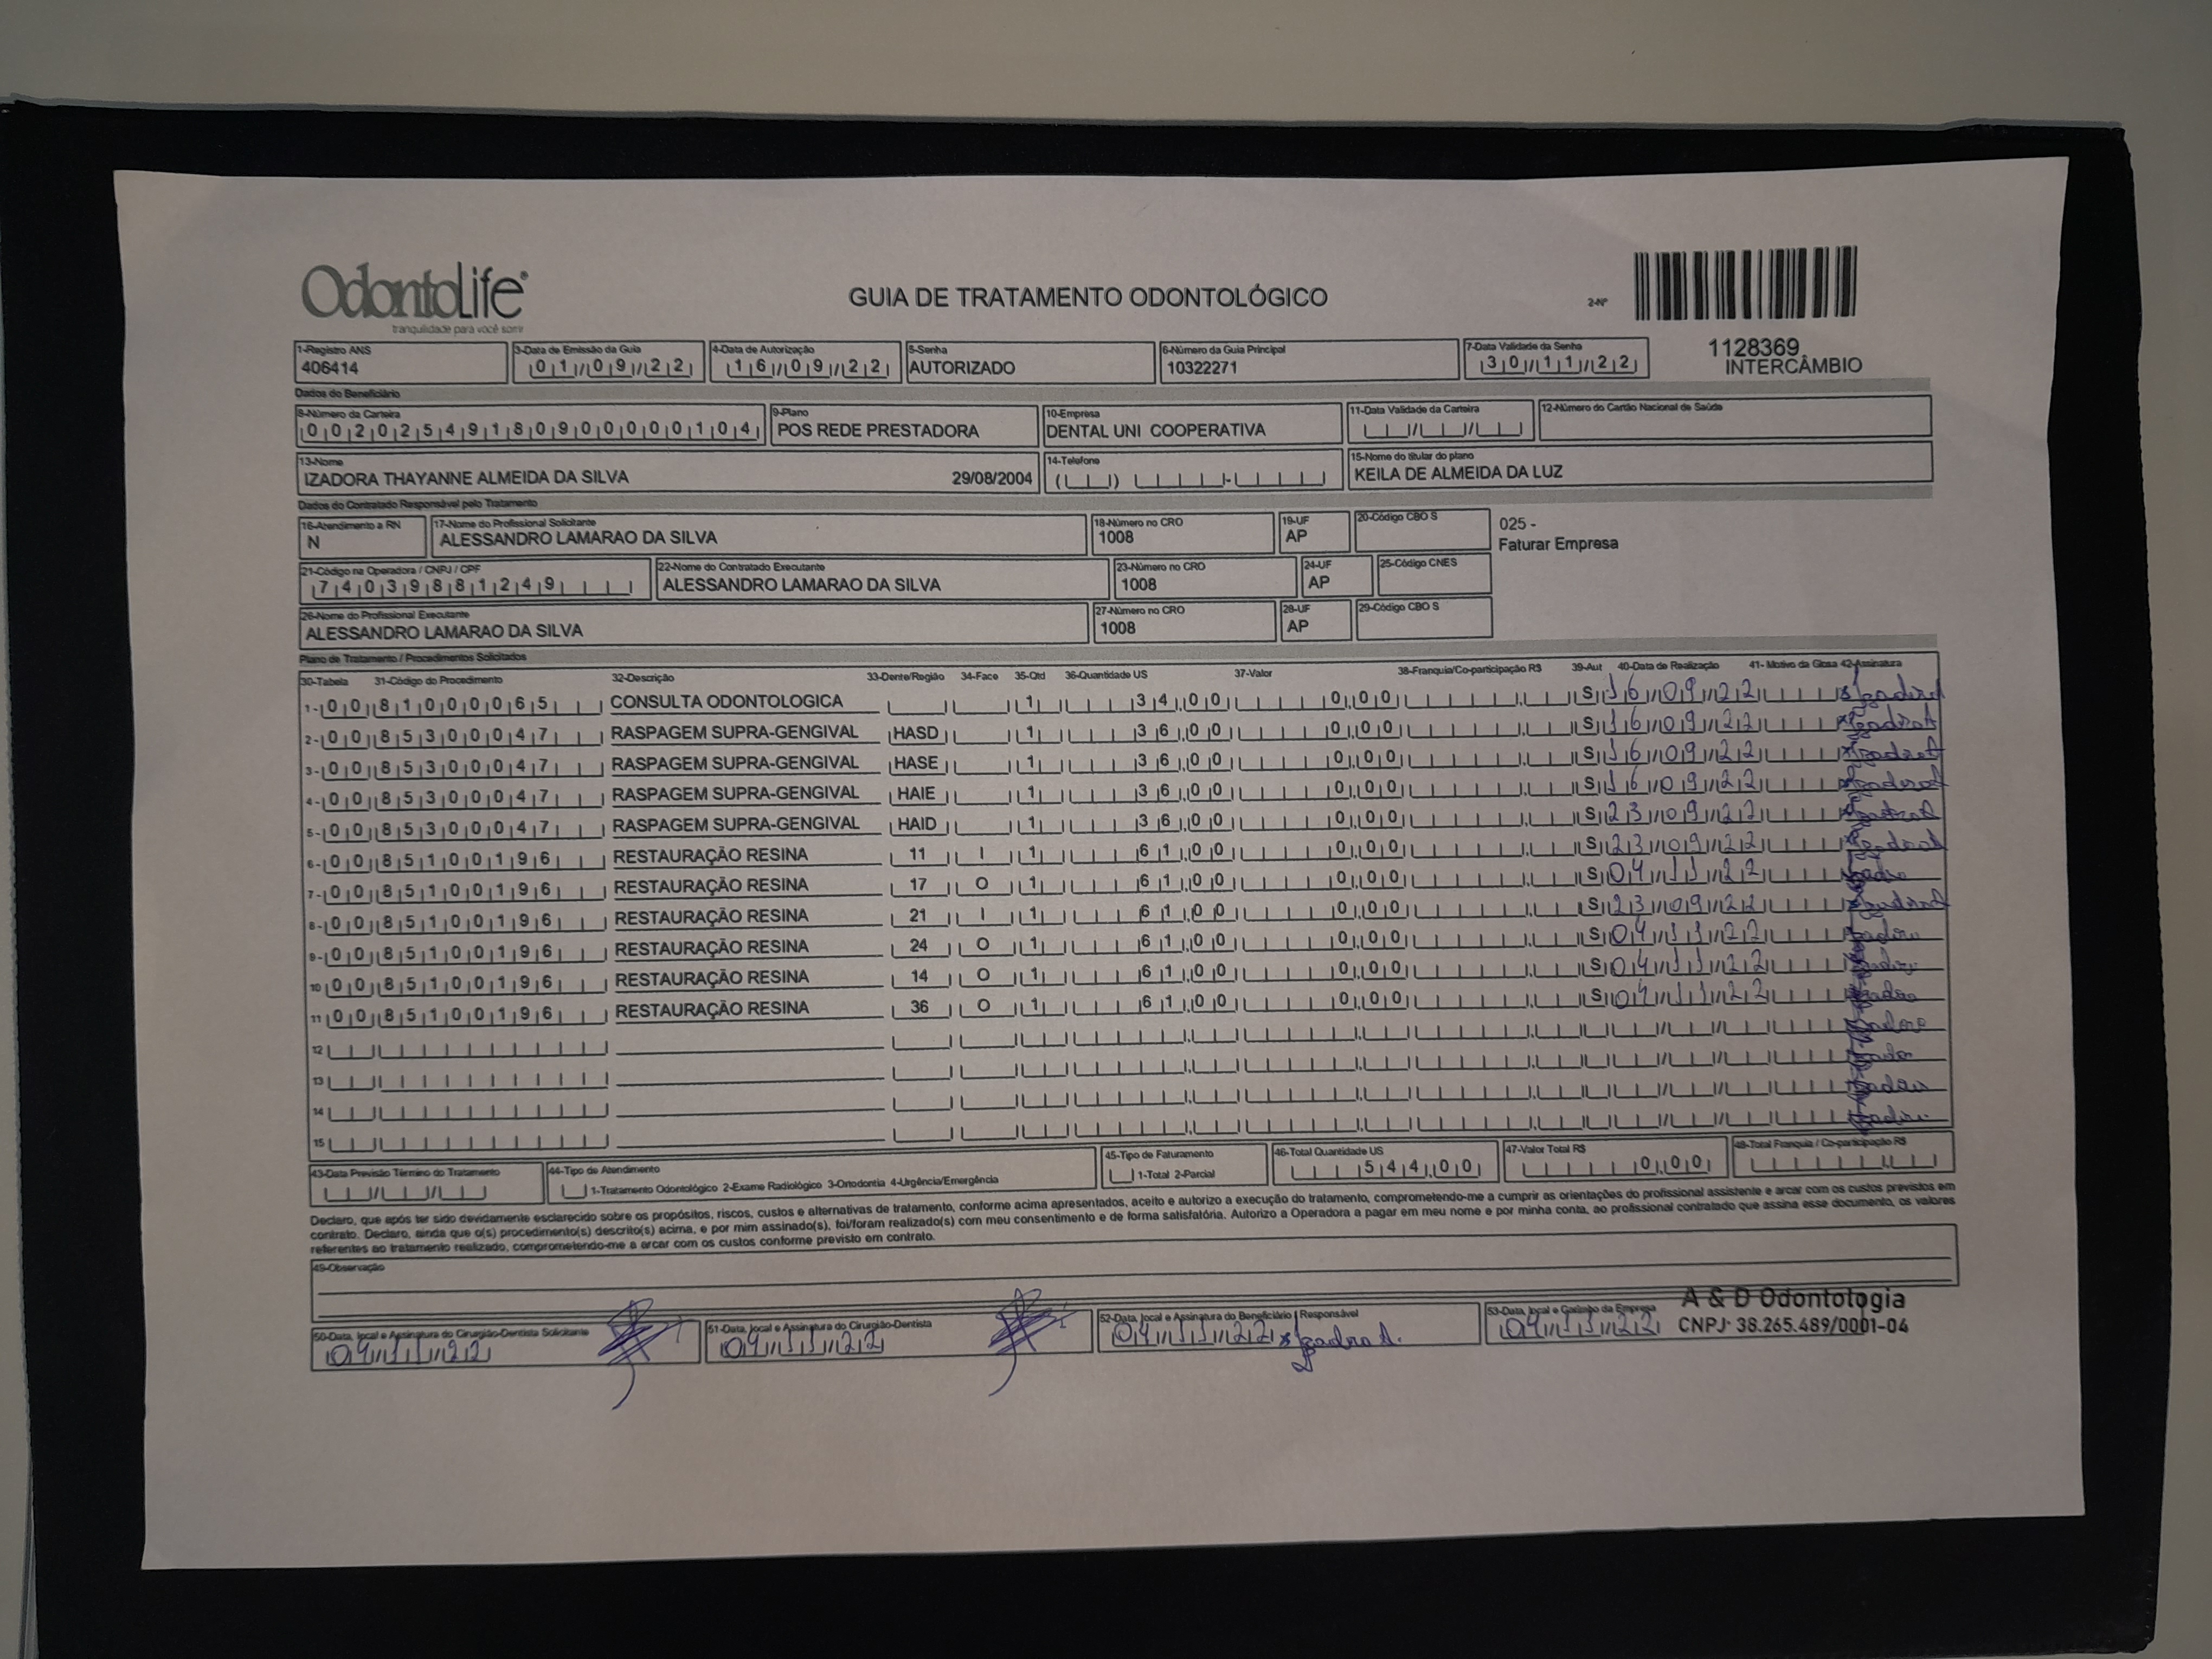 OdontoLife®
tranquilidade para você sorrir
GUIA DE TRATAMENTO ODONTOLÓGICO
2-Nº
1128369
INTERCÂMBIO
1-Registro ANS
406414
3-Data de Emissão da Guia
01/09/22
4-Data de Autorização
16/09/22
5-Senha
AUTORIZADO
6-Número da Guia Principal
10322271
7-Data Validade da Senha
30/11/22
Dados do Beneficiário
8-Número da Carteira
00202549180900000104
9-Plano
POS REDE PRESTADORA
10-Empresa
DENTAL UNI COOPERATIVA
11-Data Validade da Carteira
12-Número do Cartão Nacional de Saúde
13-Nome
IZADORA THAYANNE ALMEIDA DA SILVA 29/08/2004
14-Telefone
15-Nome do titular do plano
KEILA DE ALMEIDA DA LUZ
Dados do Contratado Responsável pelo Tratamento
16-Atendimento a RN
N
17-Nome do Profissional Solicitante
ALESSANDRO LAMARAO DA SILVA
18-Número no CRO
1008
19-UF
AP
20-Código CBO S
025 -
Faturar Empresa
21-Código na Operadora / CNPJ / CPF
74039881249
22-Nome do Contratado Executante
ALESSANDRO LAMARAO DA SILVA
23-Número no CRO
1008
24-UF
AP
25-Código CNES
26-Nome do Profissional Executante
ALESSANDRO LAMARAO DA SILVA
27-Número no CRO
1008
28-UF
AP
29-Código CBO S
Plano de Tratamento / Procedimentos Solicitados
30-Tabela 31-Código do Procedimento 32-Descrição 33-Dente/Região 34-Face 35-Qtd 36-Quantidade US 37-Valor 38-Franquia/Co-participação R$ 39-Aut 40-Data de Realização 41- Motivo da Glosa 42-Assinatura
1- 00 81000065 CONSULTA ODONTOLOGICA 1 34,00 0,00 S 16/09/22
2- 00 85300047 RASPAGEM SUPRA-GENGIVAL HASD 1 36,00 0,00 S 16/09/22
3- 00 85300047 RASPAGEM SUPRA-GENGIVAL HASE 1 36,00 0,00 S 16/09/22
4- 00 85300047 RASPAGEM SUPRA-GENGIVAL HAIE 1 36,00 0,00 S 16/09/22
5- 00 85300047 RASPAGEM SUPRA-GENGIVAL HAID 1 36,00 0,00 S 23/09/22
6- 00 85100196 RESTAURAÇÃO RESINA 11 I 1 61,00 0,00 S 23/09/22
7- 00 85100196 RESTAURAÇÃO RESINA 17 O 1 61,00 0,00 S 04/11/22
8- 00 85100196 RESTAURAÇÃO RESINA 21 I 1 61,00 0,00 S 23/09/22
9- 00 85100196 RESTAURAÇÃO RESINA 24 O 1 61,00 0,00 S 04/11/22
10 00 85100196 RESTAURAÇÃO RESINA 14 O 1 61,00 0,00 S 04/11/22
11 00 85100196 RESTAURAÇÃO RESINA 36 O 1 61,00 0,00 S 04/11/22
12
13
14
15
43-Data Previsão Término do Tratamento
44-Tipo de Atendimento
1-Tratamento Odontológico 2-Exame Radiológico 3-Ortodontia 4-Urgência/Emergência
45-Tipo de Faturamento
1-Total 2-Parcial
46-Total Quantidade US
544,00
47-Valor Total R$
0,00
48-Total Franquia / Co-participação R$
Declaro, que após ter sido devidamente esclarecido sobre os propósitos, riscos, custos e alternativas de tratamento, conforme acima apresentados, aceito e autorizo a execução do tratamento, comprometendo-me a cumprir as orientações do profissional assistente e arcar com os custos previstos em
contrato. Declaro, ainda que o(s) procedimento(s) descrito(s) acima, e por mim assinado(s), foi/foram realizado(s) com meu consentimento e de forma satisfatória. Autorizo a Operadora a pagar em meu nome e por minha conta, ao profissional contratado que assina esse documento, os valores
referentes ao tratamento realizado, comprometendo-me a arcar com os custos conforme previsto em contrato.
49-Observação
50-Data, local e Assinatura do Cirurgião-Dentista Solicitante
04/11/22
51-Data, local e Assinatura do Cirurgião-Dentista
04/11/22
52-Data, local e Assinatura do Beneficiário / Responsável
04/11/22
53-Data, local e Carimbo da Empresa
04/11/22
A & D Odontologia
CNPJ: 38.265.489/0001-04